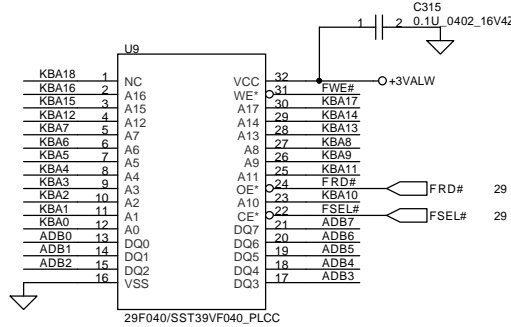 C315
1 2 0.1U_0402_16V4Z
U9
KBA18 1 NC VCC 32 +3VALW
KBA16 2 A16 WE* 31 FWE#
KBA15 3 A15 A17 30 KBA17
KBA12 4 A12 A14 29 KBA14
KBA7 5 A7 A13 28 KBA13
KBA6 6 A6 A8 27 KBA8
KBA5 7 A5 A9 26 KBA9
KBA4 8 A4 A11 25 KBA11
KBA3 9 A3 OE* 24 FRD# FRD# 29
KBA2 10 A2 A10 23 KBA10
KBA1 11 A1 CE* 22 FSEL# FSEL# 29
KBA0 12 A0 DQ7 21 ADB7
ADB0 13 DQ0 DQ6 20 ADB6
ADB1 14 DQ1 DQ5 19 ADB5
ADB2 15 DQ2 DQ4 18 ADB4
16 VSS DQ3 17 ADB3
29F040/SST39VF040_PLCC